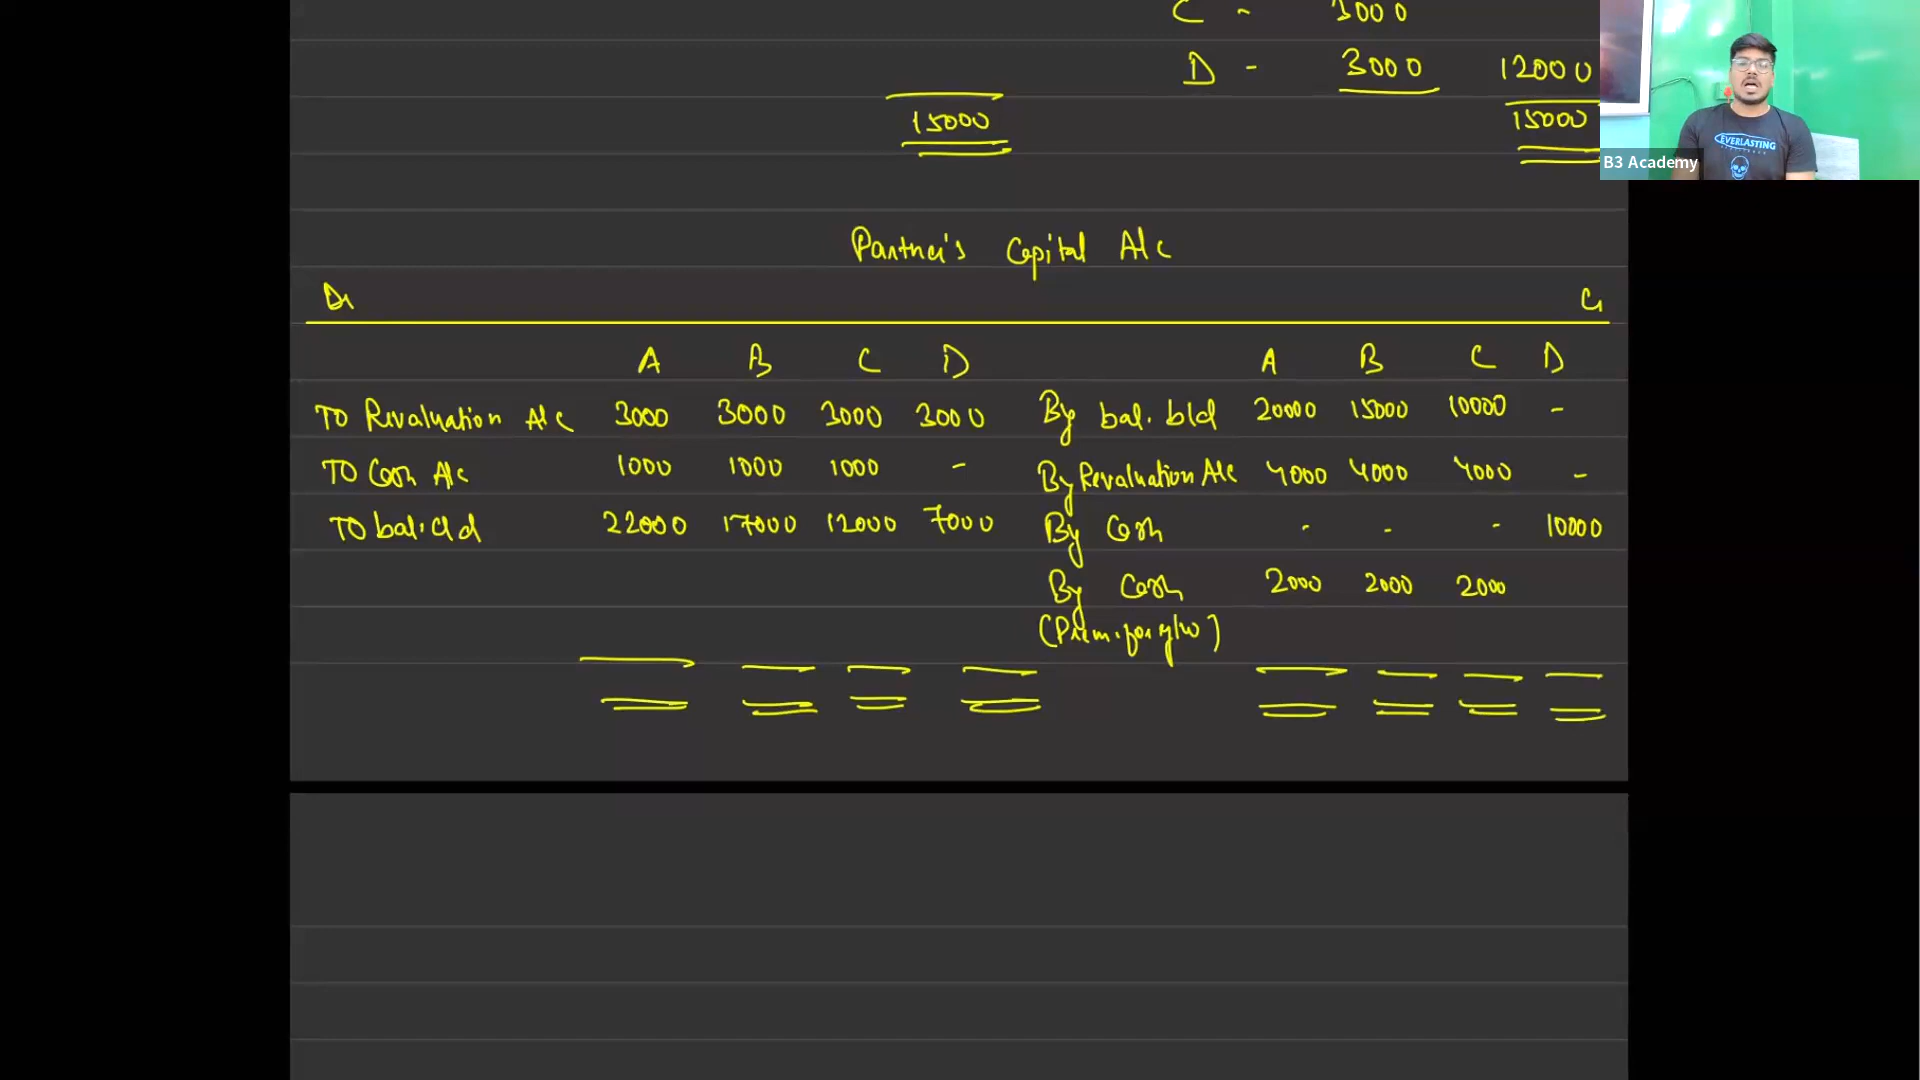 C - 3000
D - 3000 12000
15000 15000
B3 Academy
EVERLASTING
Partner's Capital A/c
Dr Cr
A B C D A B C D
To Revaluation A/c 3000 3000 3000 3000 By bal. b/d 20000 15000 10000 -
To Cash A/c 1000 1000 1000 - By Revaluation A/c 4000 4000 4000 -
To bal. c/d 22000 17000 12000 7000 By Cash - - - 10000
By Cash 2000 2000 2000
(Prem. for g/w)